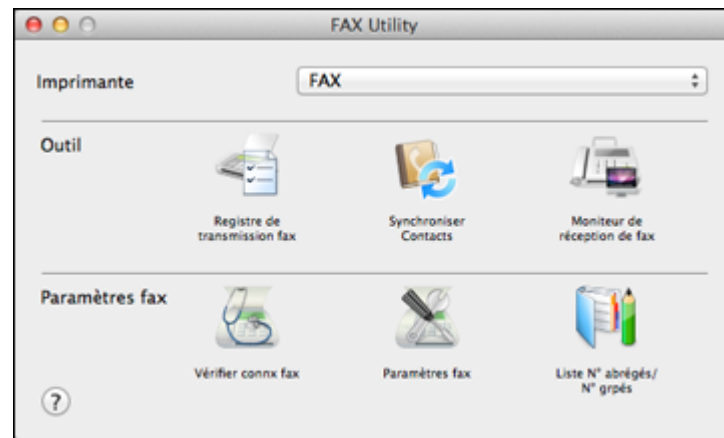 FAX Utility
Imprimante
FAX
Outil
Registre de
transmission fax
Synchroniser
Contacts
Moniteur de
réception de fax
Paramètres fax
Vérifier connx fax
Paramètres fax
Liste N° abrégés/
N° grpés
?